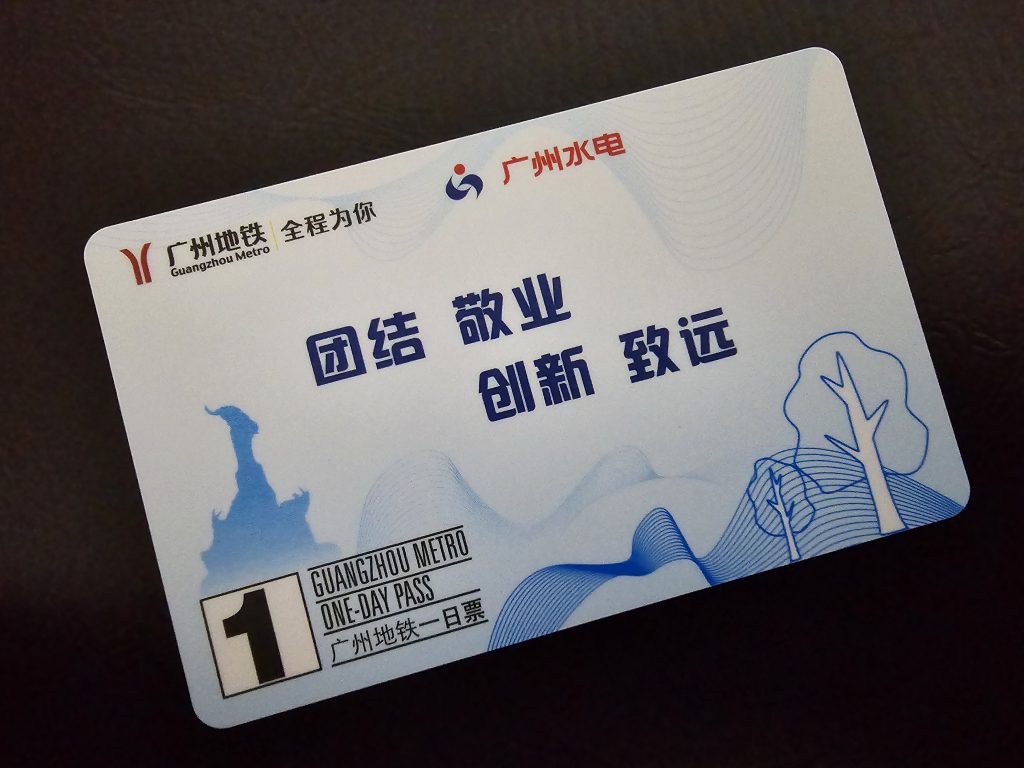 广州水电
广州地铁 全程为你
Guangzhou Metro
团结 敬业
创新 致远
1
GUANGZHOU METRO
ONE-DAY PASS
广州地铁一日票